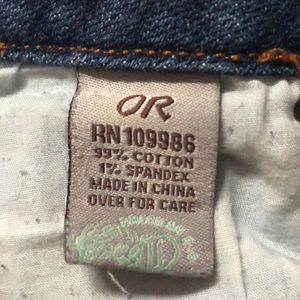 OR
RN 109986
99% COTTON
1% SPANDEX
MADE IN CHINA
OVER FOR CARE